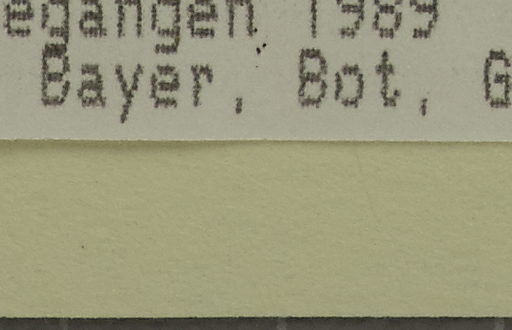 egangen 1989
Bayer, Bot, G